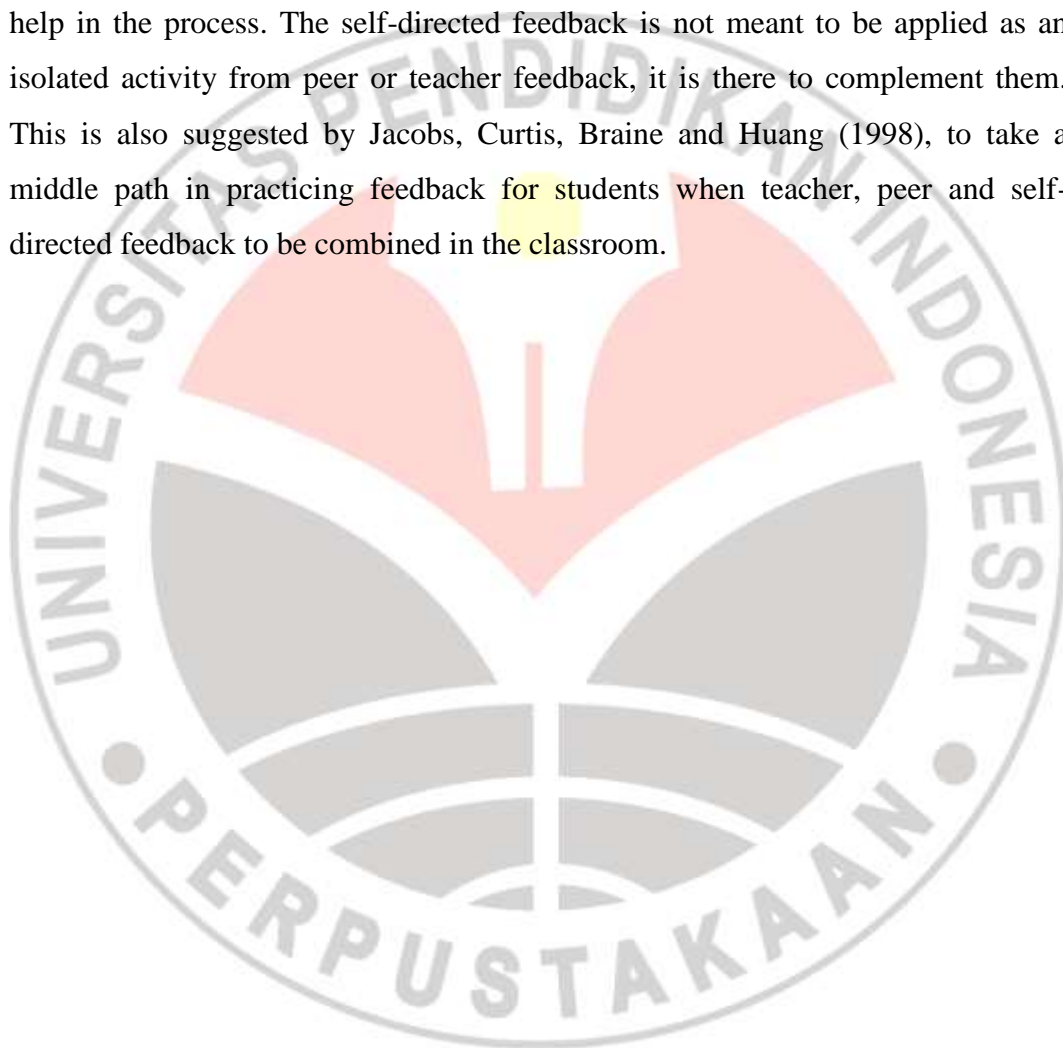 help in the process. The self-directed feedback is not meant to be applied as an
isolated activity from peer or teacher feedback, it is there to complement them.
This is also suggested by Jacobs, Curtis, Braine and Huang (1998), to take a
middle path in practicing feedback for students when teacher, peer and self-
directed feedback to be combined in the classroom.
UNIVERSITAS PENDIDIKAN INDONESIA
PERPUSTAKAAN